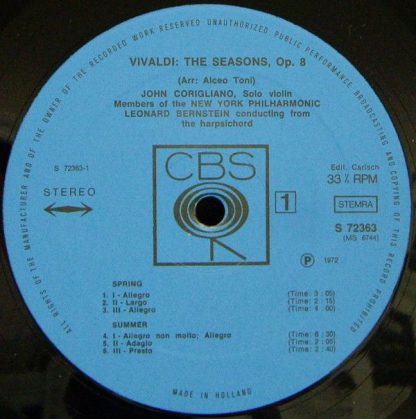 ALL RIGHTS OF THE MANUFACTURER AND OF THE OWNER OF THE RECORDED WORK RESERVED UNAUTHORIZED PUBLIC PERFORMANCE BROADCASTING AND COPYING OF THIS RECORD PROHIBITED
VIVALDI: THE SEASONS, Op. 8
(Arr: Alceo Toni)
JOHN CORIGLIANO, Solo violin
Members of the NEW YORK PHILHARMONIC
LEONARD BERNSTEIN conducting from
the harpsichord
S 72363-1
STEREO
CBS
1
Edit. Carisch
33 ⅓ RPM
STEMRA
S 72363
(MS 6744)
P 1972
SPRING
1. I - Allegro (Time: 3 : 05)
2. II - Largo (Time: 2 : 15)
3. III - Allegro (Time: 4 : 00)
SUMMER
4. I - Allegro non molto; Allegro (Time: 6 : 30)
5. II - Adagio (Time: 2 : 05)
6. III - Presto (Time: 2 : 40)
MADE IN HOLLAND